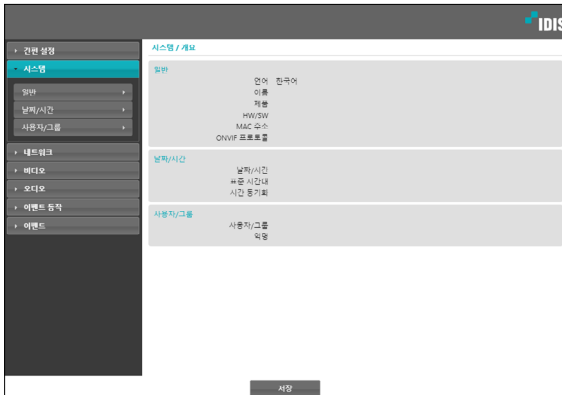 IDIS
간편 설정
시스템
일반
날짜/시간
사용자/그룹
네트워크
비디오
오디오
이벤트 동작
이벤트
시스템 / 개요
일반
언어 한국어
이름
제품
HW/SW
MAC 주소
ONVIF 프로토콜
날짜/시간
날짜/시간
표준 시간대
시간 동기화
사용자/그룹
사용자/그룹
익명
저장